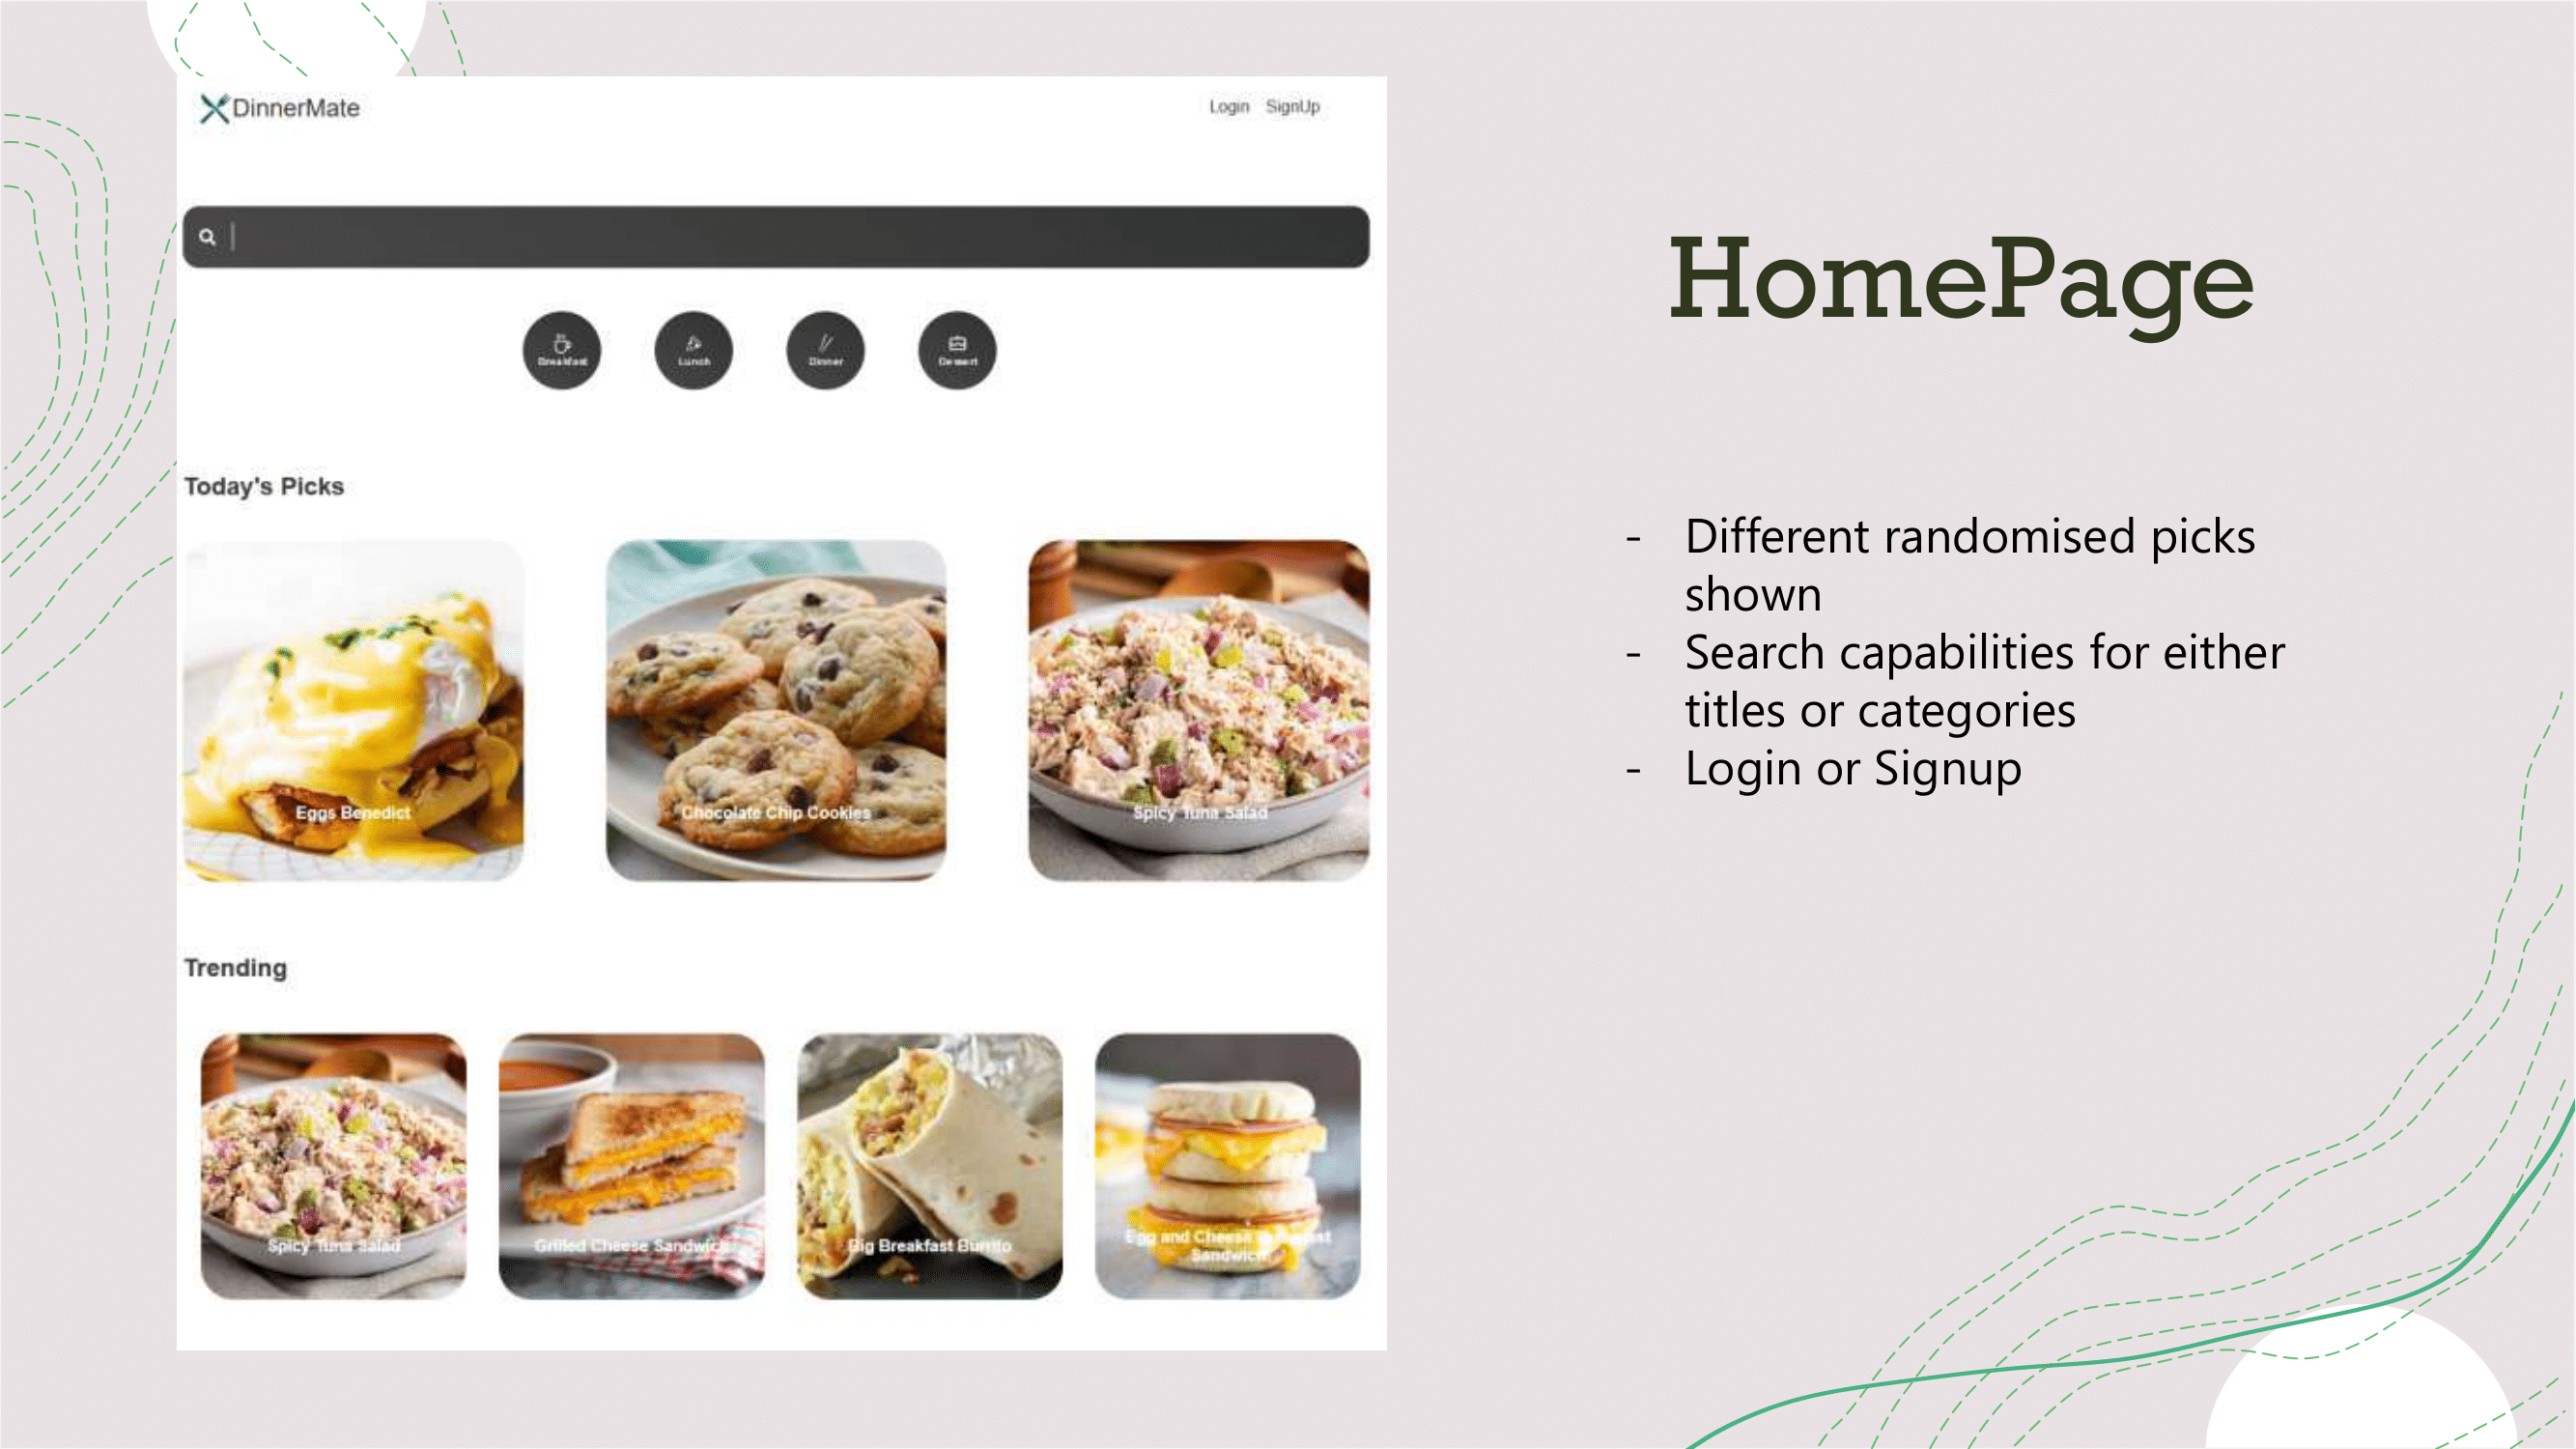 DinnerMate
Login SignUp
Breakfast
Lunch
Dinner
Dessert
Today's Picks
Eggs Benedict
Chocolate Chip Cookies
Spicy Tuna Salad
Trending
Spicy Tuna Salad
Grilled Cheese Sandwich
Big Breakfast Burrito
Egg and Cheese Breakfast
Sandwich
HomePage
- Different randomised picks
shown
- Search capabilities for either
titles or categories
- Login or Signup